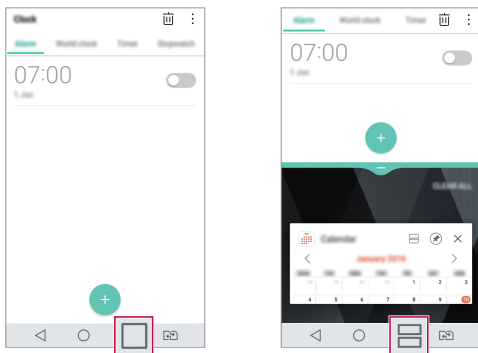 Clock
Alarm World clock Timer Stopwatch
07:00
1 Jan
Alarm World clock Timer
07:00
1 Jan
CLEAR ALL
Calendar
January 2016
1 2 3
4 5 6 7 8 9 10